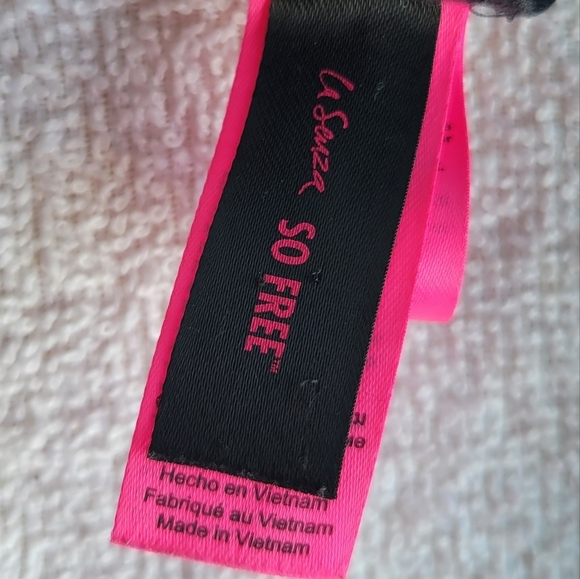 la Senza SO FREE™
Hecho en Vietnam
Fabriqué au Vietnam
Made in Vietnam